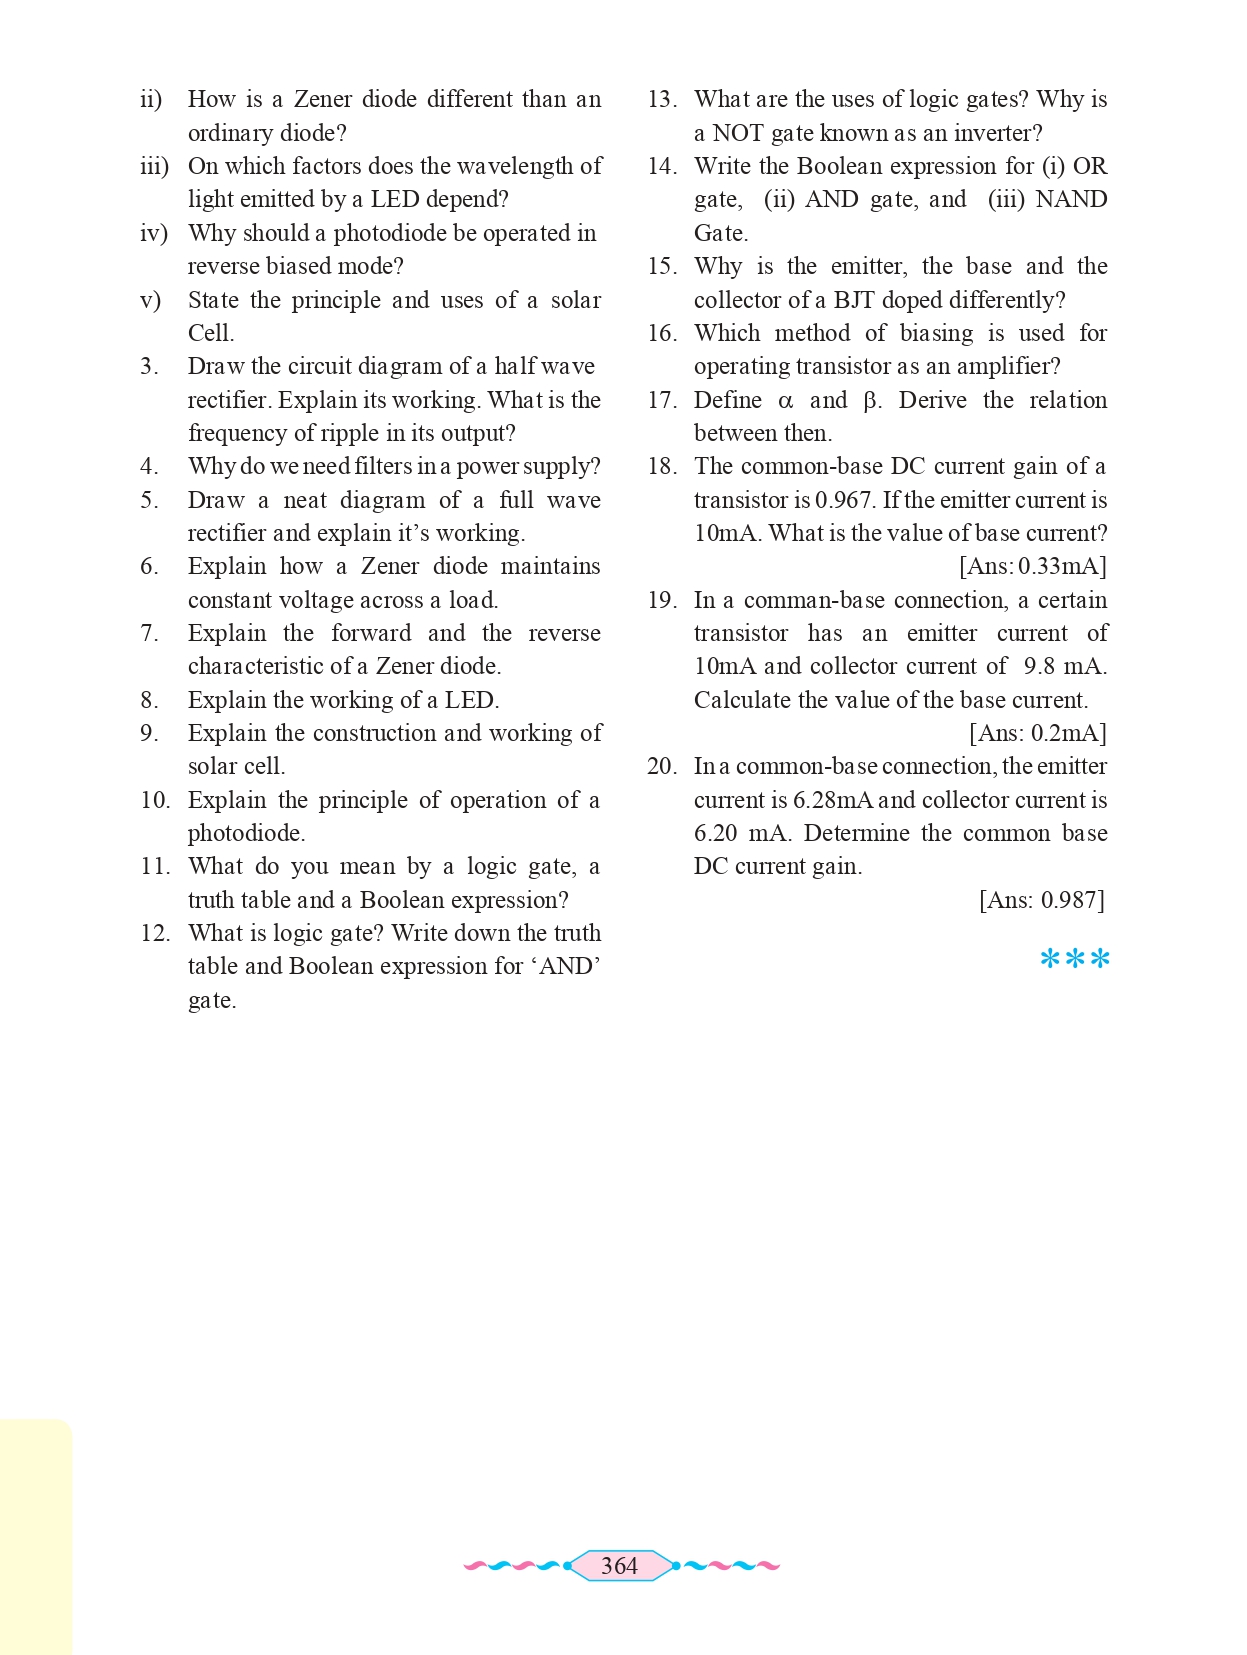 ii) How is a Zener diode different than an
ordinary diode?
iii) On which factors does the wavelength of
light emitted by a LED depend?
iv) Why should a photodiode be operated in
reverse biased mode?
v) State the principle and uses of a solar
Cell.
3. Draw the circuit diagram of a half wave
rectifier. Explain its working. What is the
frequency of ripple in its output?
4. Why do we need filters in a power supply?
5. Draw a neat diagram of a full wave
rectifier and explain it’s working.
6. Explain how a Zener diode maintains
constant voltage across a load.
7. Explain the forward and the reverse
characteristic of a Zener diode.
8. Explain the working of a LED.
9. Explain the construction and working of
solar cell.
10. Explain the principle of operation of a
photodiode.
11. What do you mean by a logic gate, a
truth table and a Boolean expression?
12. What is logic gate? Write down the truth
table and Boolean expression for ‘AND’
gate.
13. What are the uses of logic gates? Why is
a NOT gate known as an inverter?
14. Write the Boolean expression for (i) OR
gate, (ii) AND gate, and (iii) NAND
Gate.
15. Why is the emitter, the base and the
collector of a BJT doped differently?
16. Which method of biasing is used for
operating transistor as an amplifier?
17. Define α and β. Derive the relation
between then.
18. The common-base DC current gain of a
transistor is 0.967. If the emitter current is
10mA. What is the value of base current?
[Ans: 0.33mA]
19. In a comman-base connection, a certain
transistor has an emitter current of
10mA and collector current of 9.8 mA.
Calculate the value of the base current.
[Ans: 0.2mA]
20. In a common-base connection, the emitter
current is 6.28mA and collector current is
6.20 mA. Determine the common base
DC current gain.
[Ans: 0.987]
***
364